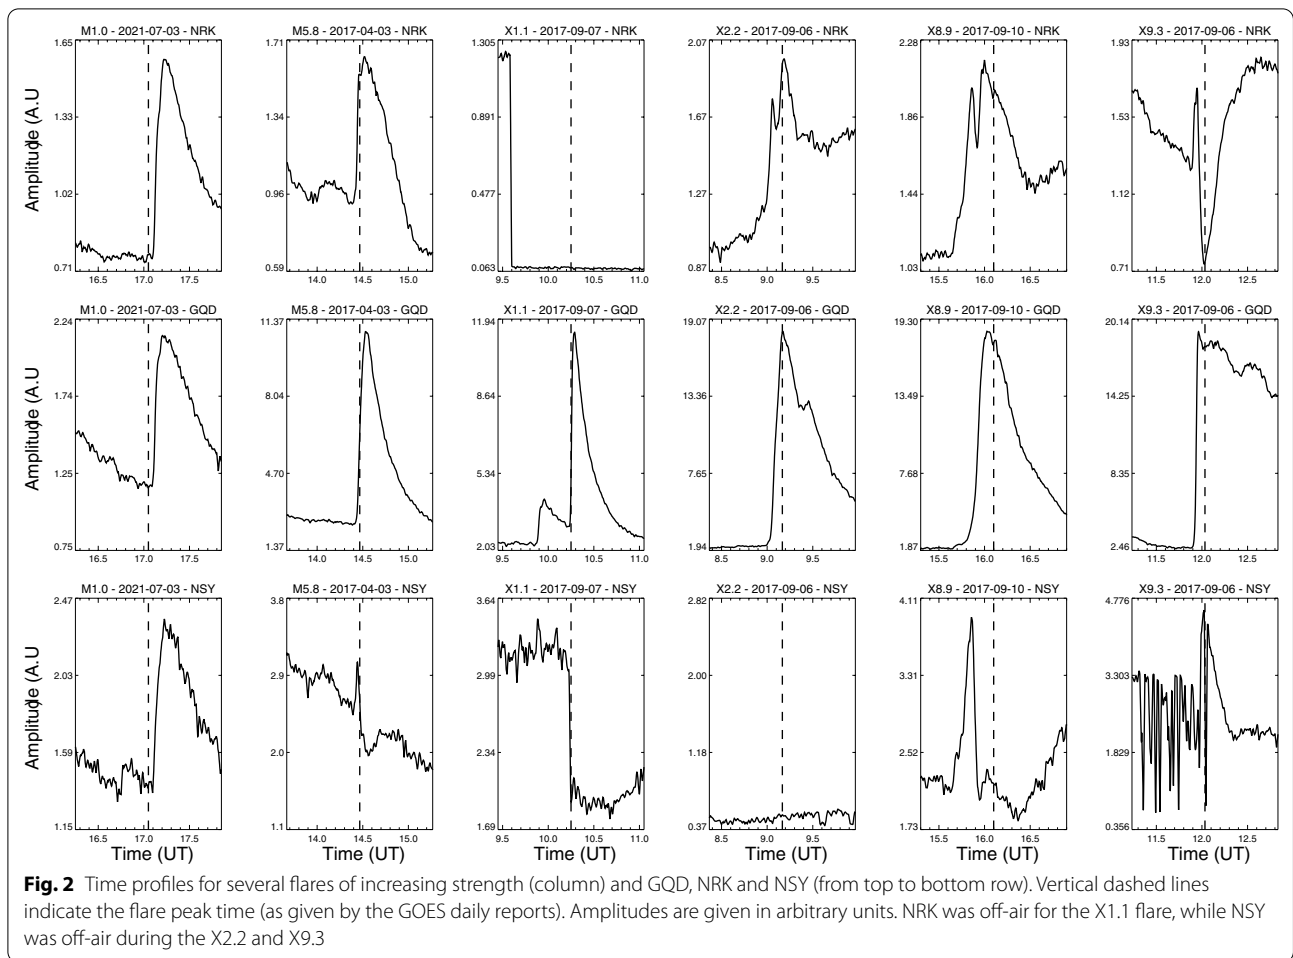 M1.0 - 2021-07-03 - NRK M5.8 - 2017-04-03 - NRK X1.1 - 2017-09-07 - NRK X2.2 - 2017-09-06 - NRK X8.9 - 2017-09-10 - NRK X9.3 - 2017-09-06 - NRK
1.65 1.71 1.305 2.07 2.28 1.93
1.33 1.34 0.891 1.67 1.86 1.53
1.02 0.96 0.477 1.27 1.44 1.12
0.71 0.59 0.063 0.87 1.03 0.71
Amplitude (A.U
16.5 17.0 17.5 14.0 14.5 15.0 9.5 10.0 10.5 11.0 8.5 9.0 9.5 15.5 16.0 16.5 11.5 12.0 12.5
M1.0 - 2021-07-03 - GQD M5.8 - 2017-04-03 - GQD X1.1 - 2017-09-07 - GQD X2.2 - 2017-09-06 - GQD X8.9 - 2017-09-10 - GQD X9.3 - 2017-09-06 - GQD
2.24 11.37 11.94 19.07 19.30 20.14
1.74 8.04 8.64 13.36 13.49 14.25
1.25 4.70 5.34 7.65 7.68 8.35
0.75 1.37 2.03 1.94 1.87 2.46
Amplitude (A.U
16.5 17.0 17.5 14.0 14.5 15.0 9.5 10.0 10.5 11.0 8.5 9.0 9.5 15.5 16.0 16.5 11.5 12.0 12.5
M1.0 - 2021-07-03 - NSY M5.8 - 2017-04-03 - NSY X1.1 - 2017-09-07 - NSY X2.2 - 2017-09-06 - NSY X8.9 - 2017-09-10 - NSY X9.3 - 2017-09-06 - NSY
2.47 3.8 3.64 2.82 4.11 4.776
2.03 2.9 2.99 2.00 3.31 3.303
1.59 2.0 2.34 1.18 2.52 1.829
1.15 1.1 1.69 0.37 1.73 0.356
Amplitude (A.U
16.5 17.0 17.5 14.0 14.5 15.0 9.5 10.0 10.5 11.0 8.5 9.0 9.5 15.5 16.0 16.5 11.5 12.0 12.5
Time (UT) Time (UT) Time (UT) Time (UT) Time (UT) Time (UT)
Fig. 2 Time profiles for several flares of increasing strength (column) and GQD, NRK and NSY (from top to bottom row). Vertical dashed lines
indicate the flare peak time (as given by the GOES daily reports). Amplitudes are given in arbitrary units. NRK was off-air for the X1.1 flare, while NSY
was off-air during the X2.2 and X9.3